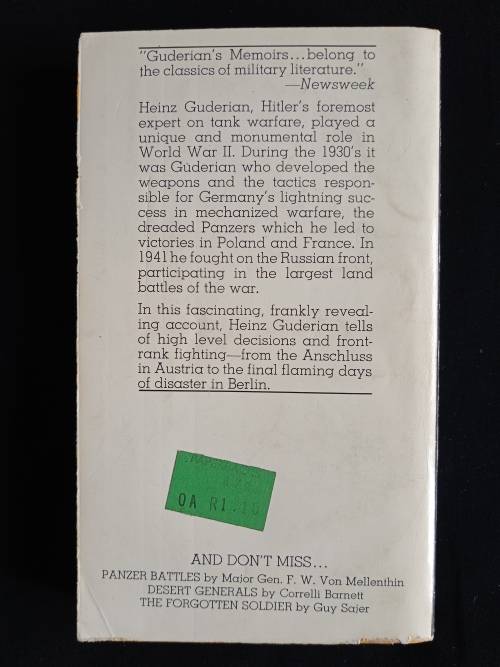 "Guderian's Memoirs...belong to
the classics of military literature."
—Newsweek
Heinz Guderian, Hitler's foremost
expert on tank warfare, played a
unique and monumental role in
World War II. During the 1930's it
was Guderian who developed the
weapons and the tactics respon-
sible for Germany's lightning suc-
cess in mechanized warfare, the
dreaded Panzers which he led to
victories in Poland and France. In
1941 he fought on the Russian front,
participating in the largest land
battles of the war.
In this fascinating, frankly reveal-
ing account, Heinz Guderian tells
of high level decisions and front-
rank fighting—from the Anschluss
in Austria to the final flaming days
of disaster in Berlin.
OA
AND DON'T MISS...
PANZER BATTLES by Major Gen. F. W. Von Mellenthin
DESERT GENERALS by Correlli Barnett
THE FORGOTTEN SOLDIER by Guy Sajer